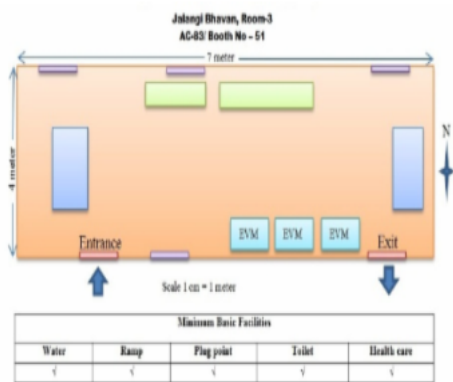 Jalangi Bhavan, Room-3
AC-83/ Booth No – 51
7 meter
4 meter
N
EVM EVM EVM
Entrance Exit
Scale 1 cm = 1 meter
Minimum Basic Facilities
Water Ramp Plug point Toilet Health care
√ √ √ √ √